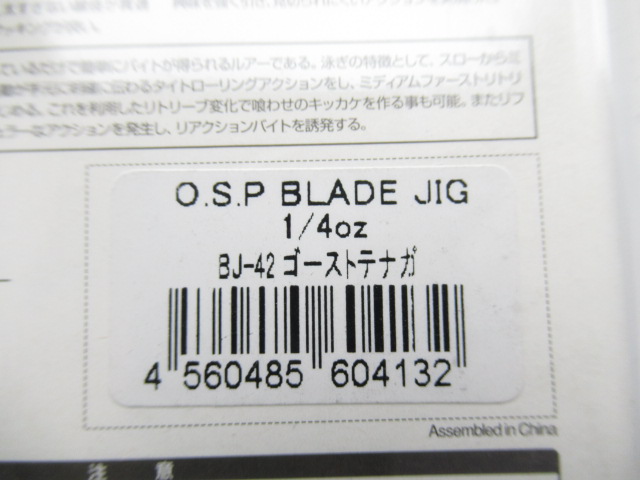 ているだけで簡単にバイトが得られるルアーである。泳ぎの特徴として、スローからミ
動が手元に明確に伝わるタイトローリングアクションをし、ミディアムファーストリトリ
じめる。これを利用したリトリーブ変化で喰わせのキッカケを作る事も可能。またリフ
ラーなアクションを発生し、リアクションバイトを誘発する。
O.S.P BLADE JIG
1/4oz
BJ-42 ゴーストテナガ
4 560485 604132
Assembled in China
注 意